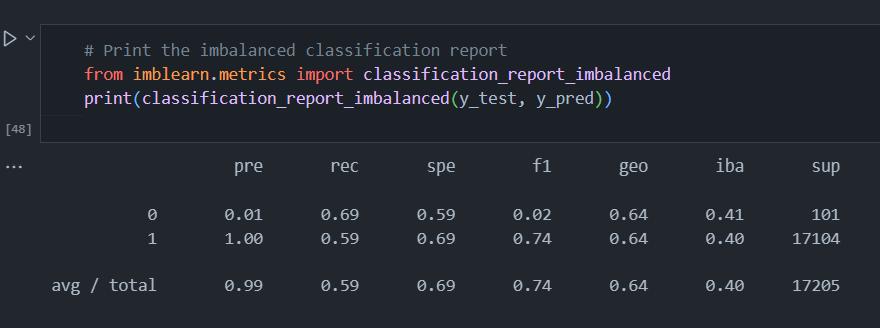 # Print the imbalanced classification report
from imblearn.metrics import classification_report_imbalanced
print(classification_report_imbalanced(y_test, y_pred))
[48]
...
pre rec spe f1 geo iba sup
0 0.01 0.69 0.59 0.02 0.64 0.41 101
1 1.00 0.59 0.69 0.74 0.64 0.40 17104
avg / total 0.99 0.59 0.69 0.74 0.64 0.40 17205